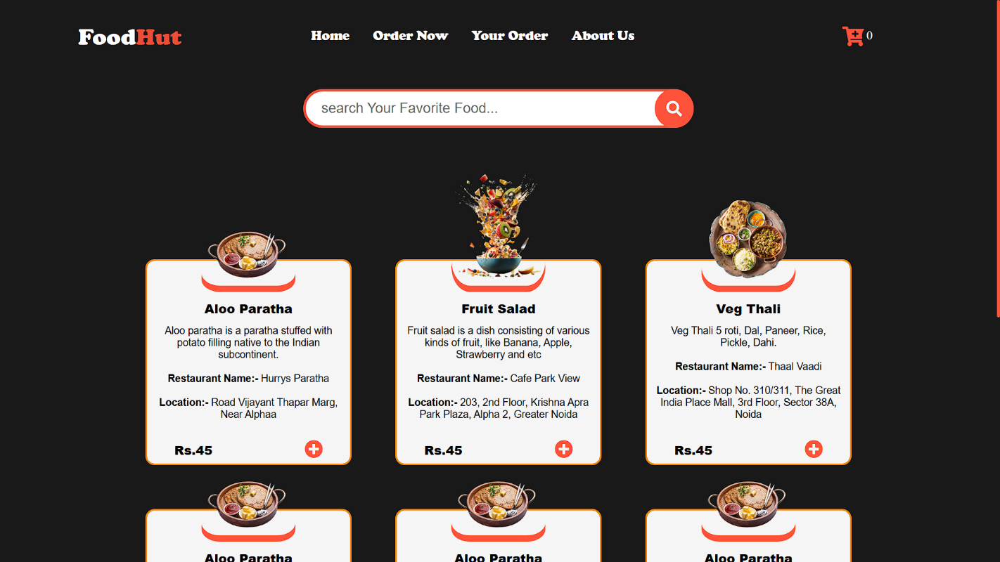 FoodHut
Home Order Now Your Order About Us
0
search Your Favorite Food...
Aloo Paratha
Aloo paratha is a paratha stuffed with
potato filling native to the Indian
subcontinent.
Restaurant Name:- Hurrys Paratha
Location:- Road Vijayant Thapar Marg,
Near Alphaa
Rs.45
Fruit Salad
Fruit salad is a dish consisting of various
kinds of fruit, like Banana, Apple,
Strawberry and etc
Restaurant Name:- Cafe Park View
Location:- 203, 2nd Floor, Krishna Apra
Park Plaza, Alpha 2, Greater Noida
Rs.45
Veg Thali
Veg Thali 5 roti, Dal, Paneer, Rice,
Pickle, Dahi.
Restaurant Name:- Thaal Vaadi
Location:- Shop No. 310/311, The Great
India Place Mall, 3rd Floor, Sector 38A,
Noida
Rs.45
Aloo Paratha
Aloo Paratha
Aloo Paratha